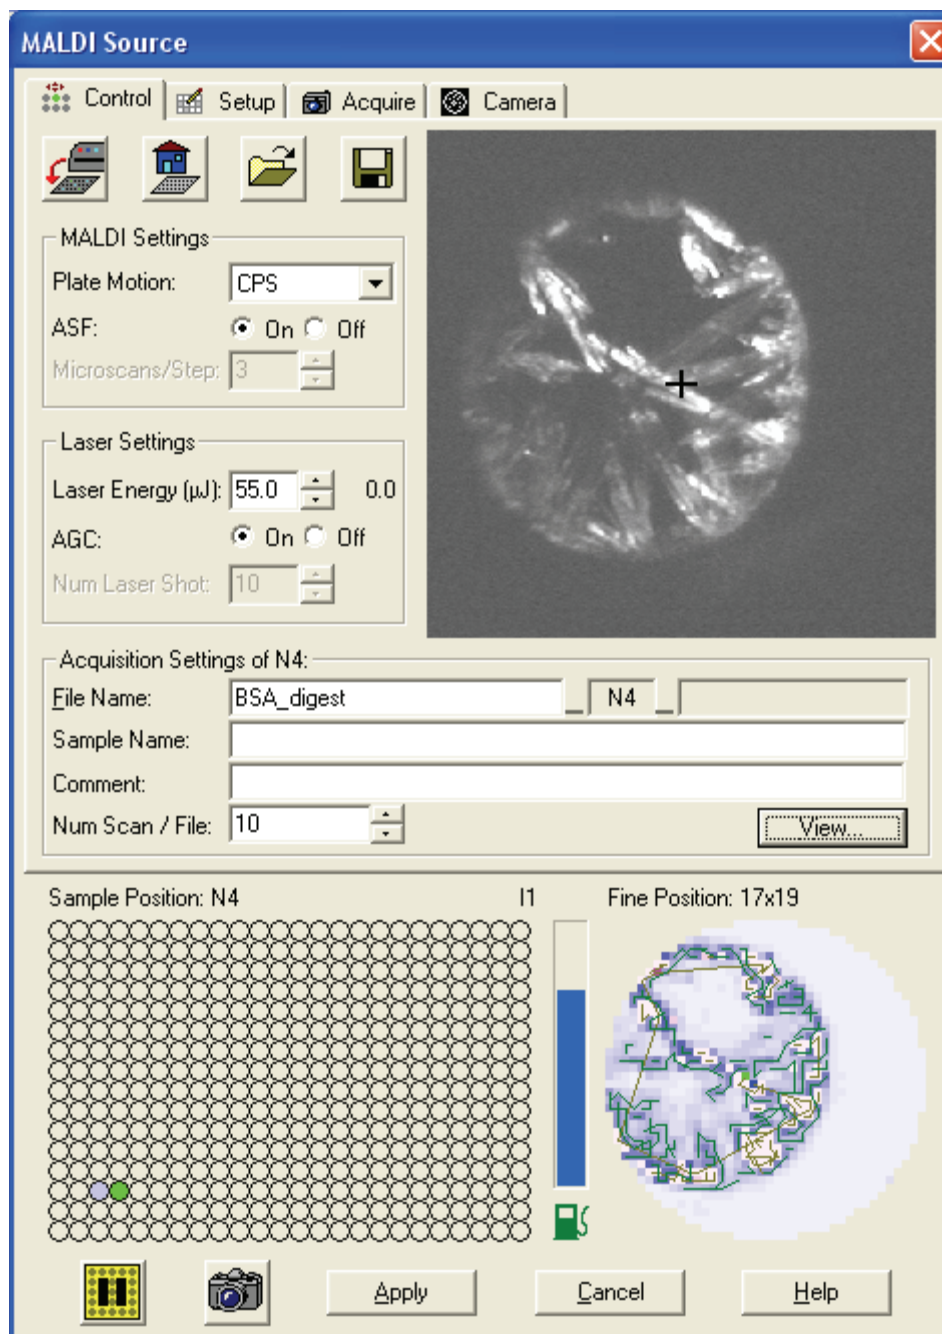 MALDI Source
Control Setup Acquire Camera
MALDI Settings
Plate Motion: CPS
ASF: On Off
Microscans/Step: 3
Laser Settings
Laser Energy (µJ): 55.0 0.0
AGC: On Off
Num Laser Shot: 10
Acquisition Settings of N4:
File Name: BSA_digest _ N4 _
Sample Name:
Comment:
Num Scan / File: 10
View...
Sample Position: N4 I1 Fine Position: 17x19
Apply Cancel Help